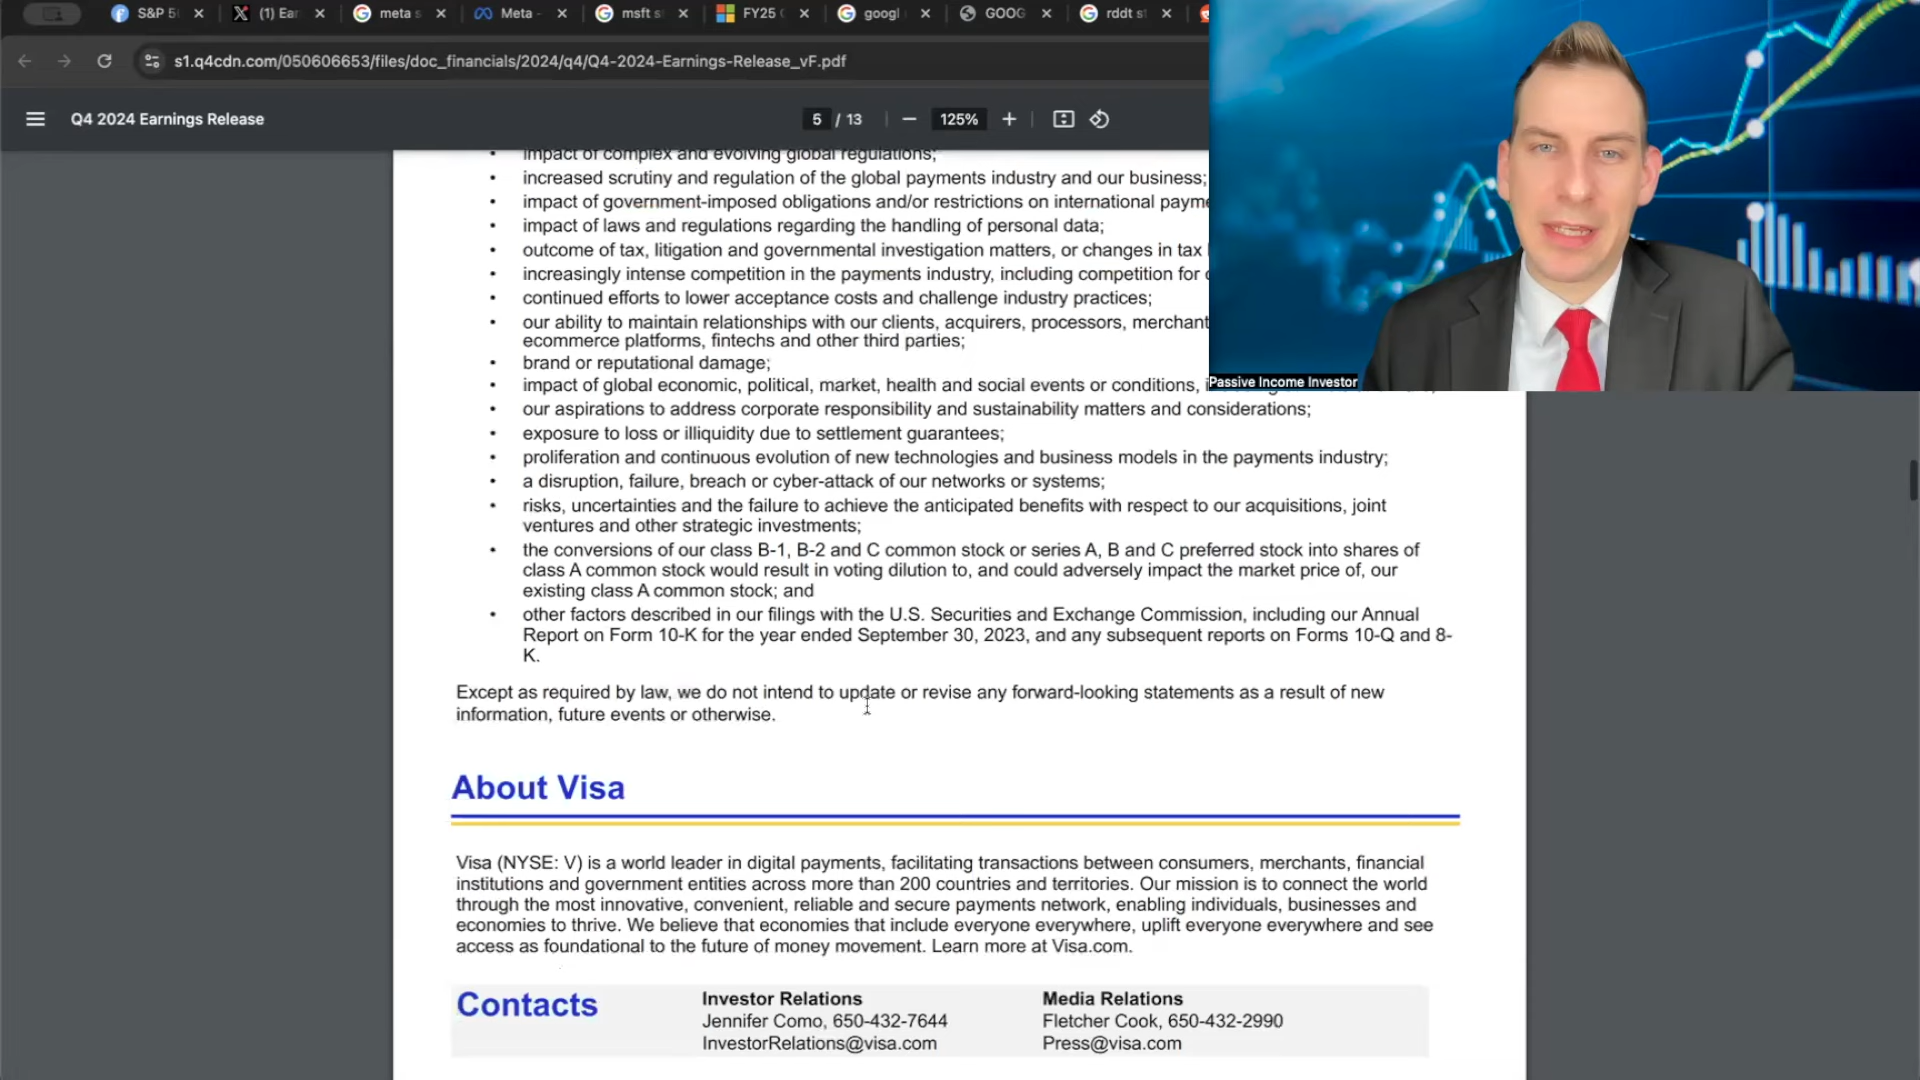 S&P 5
(1) Ear
meta s
Meta -
msft s
FY25
googl
GOOG
rddt s
s1.q4cdn.com/050606653/files/doc_financials/2024/q4/Q4-2024-Earnings-Release_vF.pdf
Q4 2024 Earnings Release
5 / 13
125%
impact of complex and evolving global regulations;
• increased scrutiny and regulation of the global payments industry and our business;
• impact of government-imposed obligations and/or restrictions on international payme
• impact of laws and regulations regarding the handling of personal data;
• outcome of tax, litigation and governmental investigation matters, or changes in tax
• increasingly intense competition in the payments industry, including competition for
• continued efforts to lower acceptance costs and challenge industry practices;
• our ability to maintain relationships with our clients, acquirers, processors, merchant
ecommerce platforms, fintechs and other third parties;
• brand or reputational damage;
• impact of global economic, political, market, health and social events or conditions,
• our aspirations to address corporate responsibility and sustainability matters and considerations;
• exposure to loss or illiquidity due to settlement guarantees;
• proliferation and continuous evolution of new technologies and business models in the payments industry;
• a disruption, failure, breach or cyber-attack of our networks or systems;
• risks, uncertainties and the failure to achieve the anticipated benefits with respect to our acquisitions, joint
ventures and other strategic investments;
• the conversions of our class B-1, B-2 and C common stock or series A, B and C preferred stock into shares of
class A common stock would result in voting dilution to, and could adversely impact the market price of, our
existing class A common stock; and
• other factors described in our filings with the U.S. Securities and Exchange Commission, including our Annual
Report on Form 10-K for the year ended September 30, 2023, and any subsequent reports on Forms 10-Q and 8-
K.
Except as required by law, we do not intend to update or revise any forward-looking statements as a result of new
information, future events or otherwise.
About Visa
Visa (NYSE: V) is a world leader in digital payments, facilitating transactions between consumers, merchants, financial
institutions and government entities across more than 200 countries and territories. Our mission is to connect the world
through the most innovative, convenient, reliable and secure payments network, enabling individuals, businesses and
economies to thrive. We believe that economies that include everyone everywhere, uplift everyone everywhere and see
access as foundational to the future of money movement. Learn more at Visa.com.
Contacts
Investor Relations
Jennifer Como, 650-432-7644
InvestorRelations@visa.com
Media Relations
Fletcher Cook, 650-432-2990
Press@visa.com
Passive Income Investor